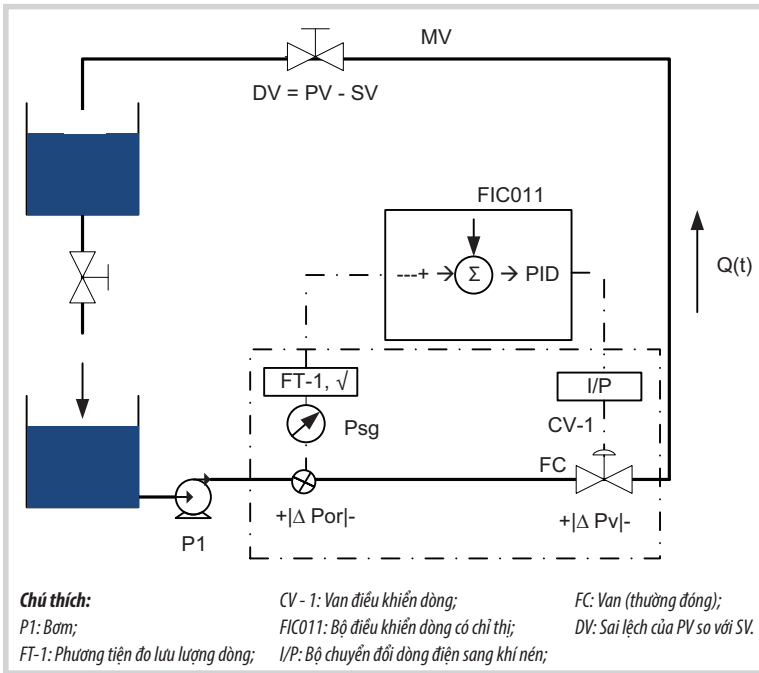 MV
DV = PV - SV
FIC011
---+ → Σ → PID
Q(t)
FT-1, √
I/P
Psg
CV-1
FC
+|Δ Por|-
+|Δ Pv|-
P1
Chú thích:
P1: Bơm;
FT-1: Phương tiện đo lưu lượng dòng;
CV - 1: Van điều khiển dòng;
FIC011: Bộ điều khiển dòng có chỉ thị;
I/P: Bộ chuyển đổi dòng điện sang khí nén;
FC: Van (thường đóng);
DV: Sai lệch của PV so với SV.